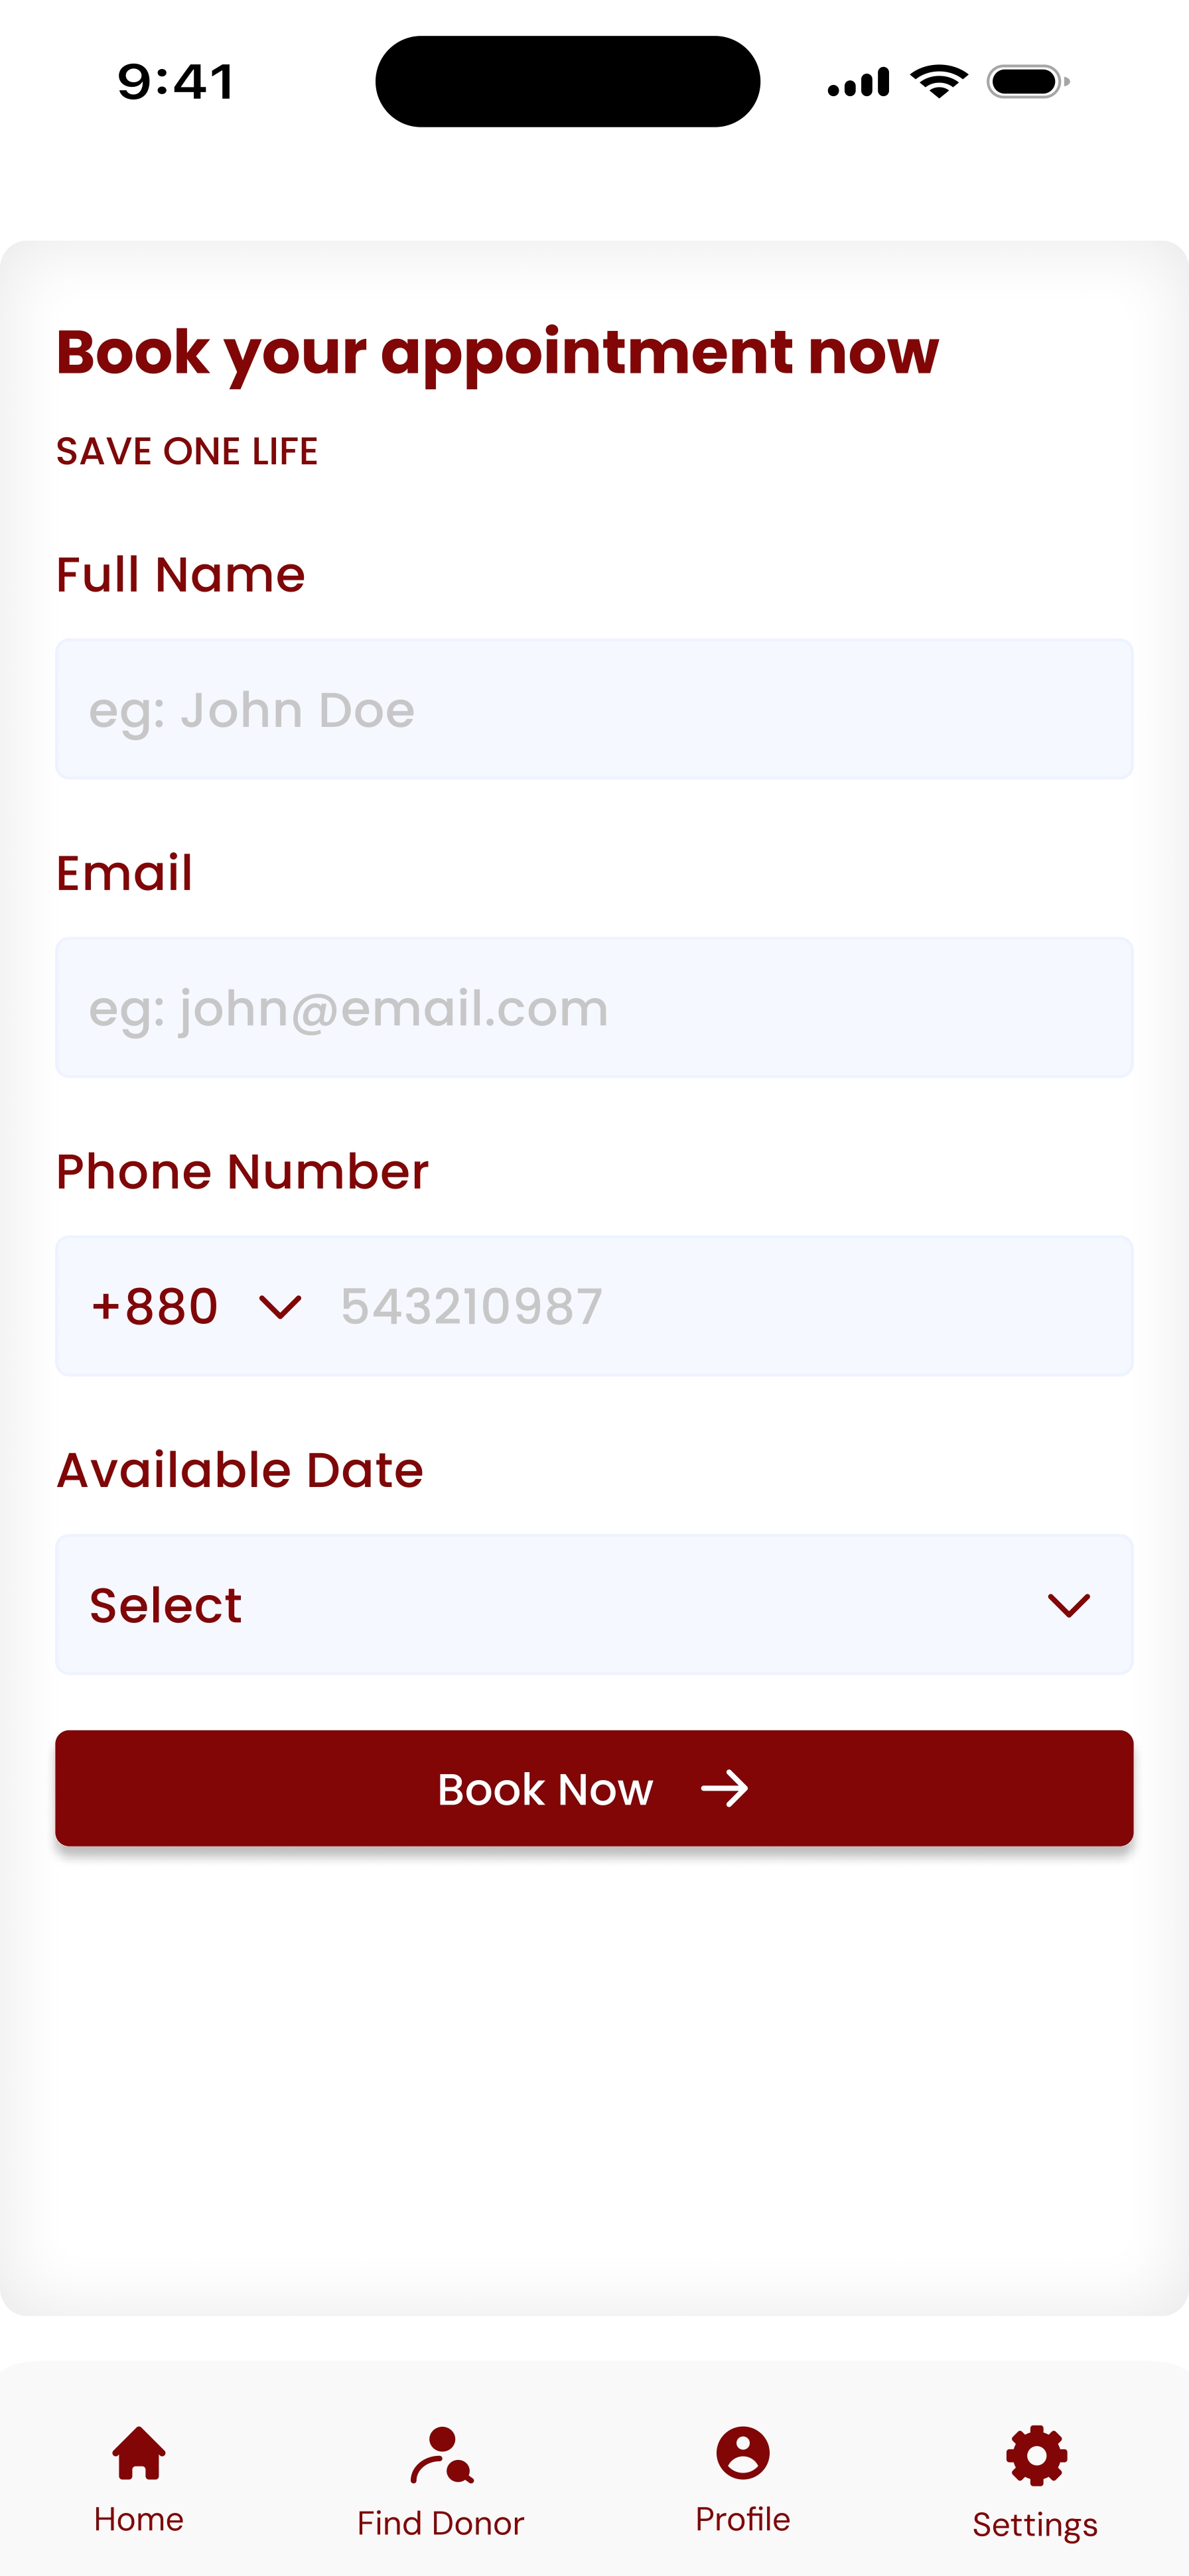 9:41
Book your appointment now
SAVE ONE LIFE
Full Name
eg: John Doe
Email
eg: john@email.com
Phone Number
+880 543210987
Available Date
Select
Book Now
Home Find Donor Profile Settings